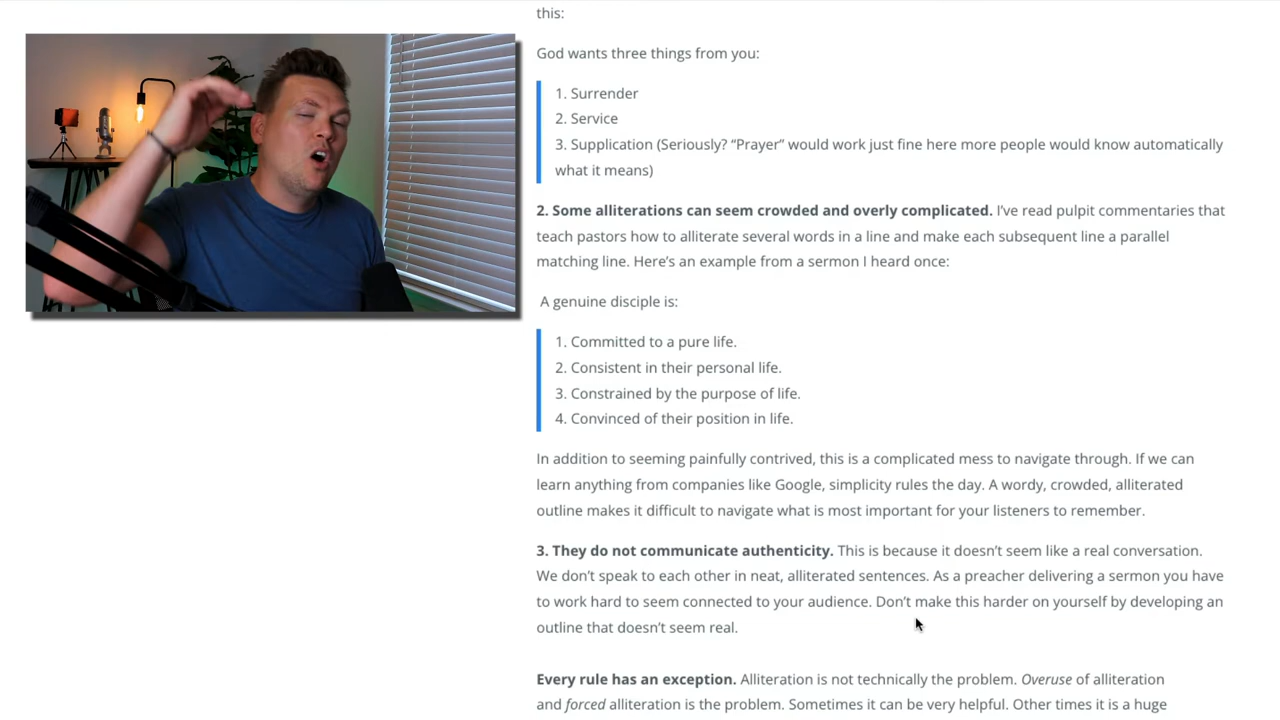 this:
God wants three things from you:
1. Surrender
2. Service
3. Supplication (Seriously? “Prayer” would work just fine here more people would know automatically
what it means)
2. Some alliterations can seem crowded and overly complicated. I’ve read pulpit commentaries that
teach pastors how to alliterate several words in a line and make each subsequent line a parallel
matching line. Here’s an example from a sermon I heard once:
A genuine disciple is:
1. Committed to a pure life.
2. Consistent in their personal life.
3. Constrained by the purpose of life.
4. Convinced of their position in life.
In addition to seeming painfully contrived, this is a complicated mess to navigate through. If we can
learn anything from companies like Google, simplicity rules the day. A wordy, crowded, alliterated
outline makes it difficult to navigate what is most important for your listeners to remember.
3. They do not communicate authenticity. This is because it doesn’t seem like a real conversation.
We don’t speak to each other in neat, alliterated sentences. As a preacher delivering a sermon you have
to work hard to seem connected to your audience. Don’t make this harder on yourself by developing an
outline that doesn’t seem real.
Every rule has an exception. Alliteration is not technically the problem. Overuse of alliteration
and forced alliteration is the problem. Sometimes it can be very helpful. Other times it is a huge